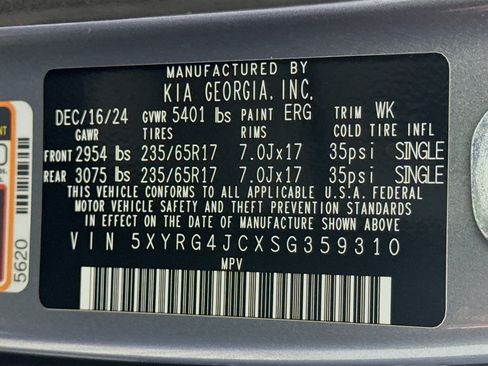 MANUFACTURED BY
KIA GEORGIA, INC.
DEC/16/24 GVWR 5401 lbs PAINT ERG TRIM WK
GAWR TIRES RIMS COLD TIRE INFL
FRONT 2954 lbs 235/65R17 7.0Jx17 35psi SINGLE
REAR 3075 lbs 235/65R17 7.0Jx17 35psi SINGLE
THIS VEHICLE CONFORMS TO ALL APPLICABLE U.S.A. FEDERAL
MOTOR VEHICLE SAFETY AND THEFT PREVENTION STANDARDS
IN EFFECT ON THE DATE OF MANUFACTURE SHOWN ABOVE
VIN 5XYRG4JCXSG359310
MPV
5620